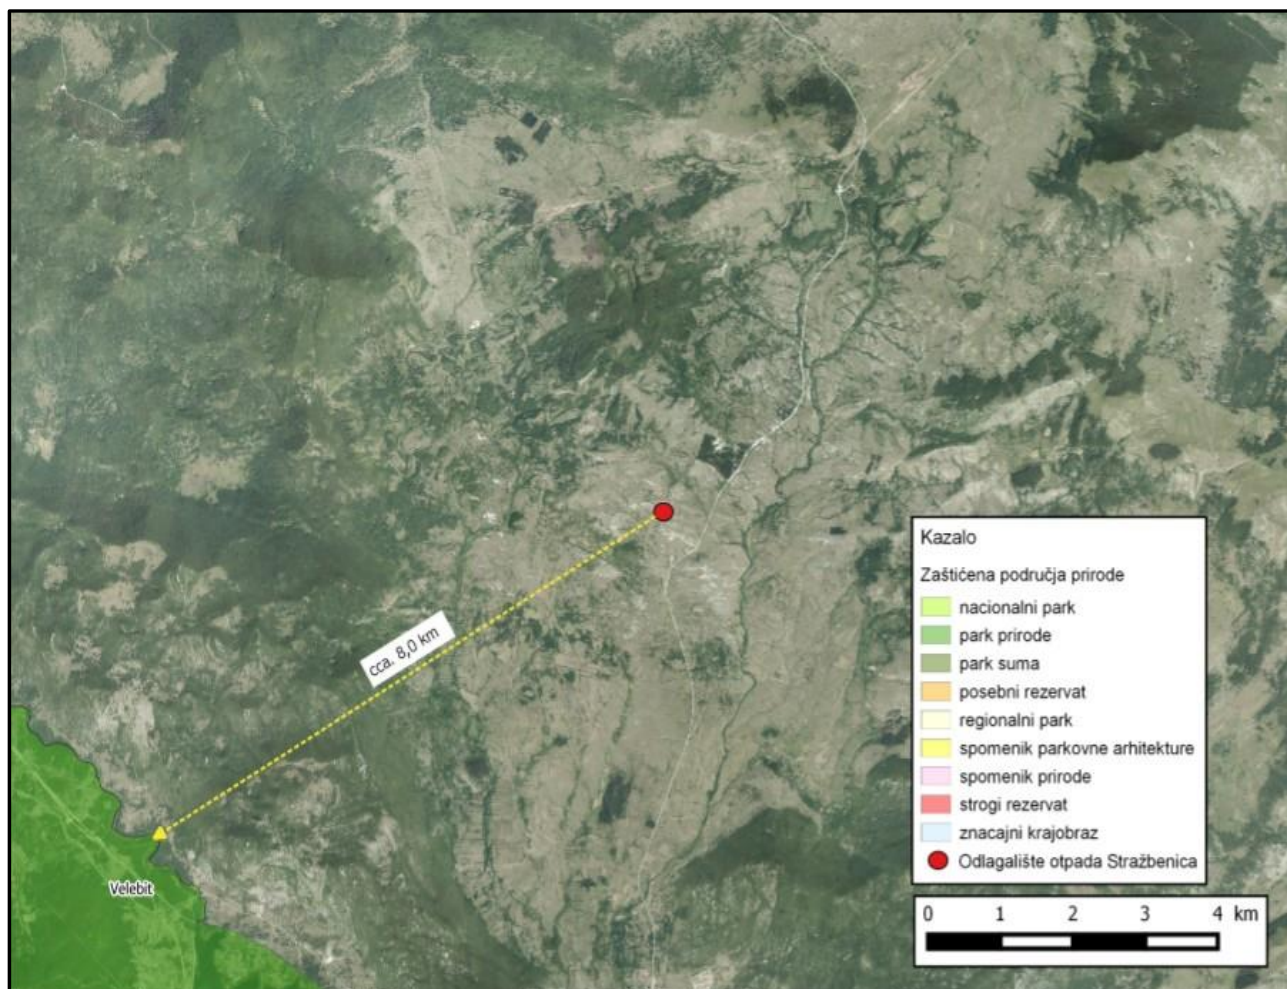 cca. 8,0 km
Velebit
Kazalo
Zaštićena područja prirode
nacionalni park
park prirode
park suma
posebni rezervat
regionalni park
spomenik parkovne arhitekture
spomenik prirode
strogi rezervat
znacajni krajobraz
Odlagalište otpada Stražbenica
0 1 2 3 4 km